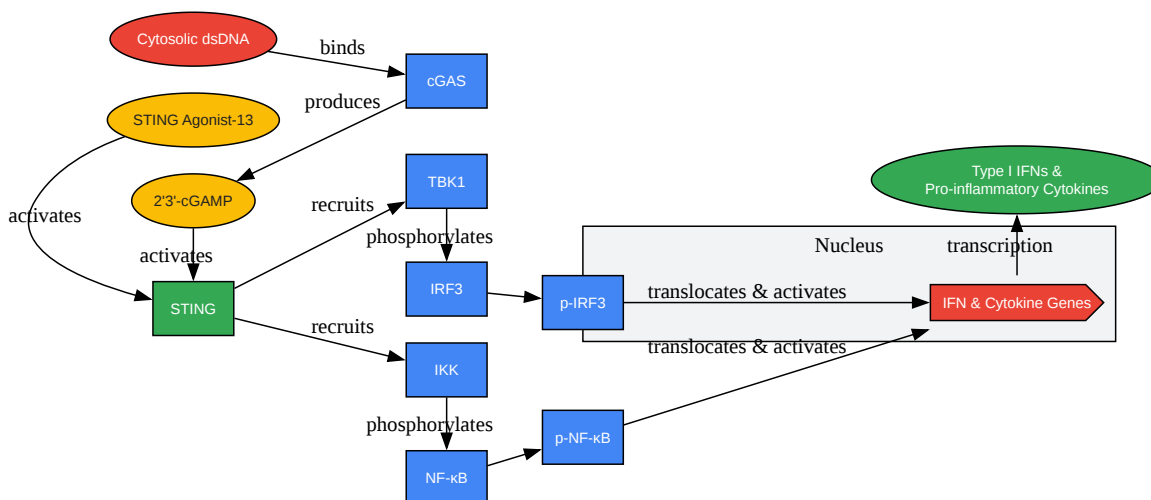 Cytosolic dsDNA
binds
cGAS
produces
STING Agonist-13
2'3'-cGAMP
activates
activates
STING
recruits
TBK1
phosphorylates
IRF3
p-IRF3
recruits
IKK
phosphorylates
NF-κB
p-NF-κB
Nucleus
translocates & activates
translocates & activates
IFN & Cytokine Genes
transcription
Type I IFNs &
Pro-inflammatory Cytokines